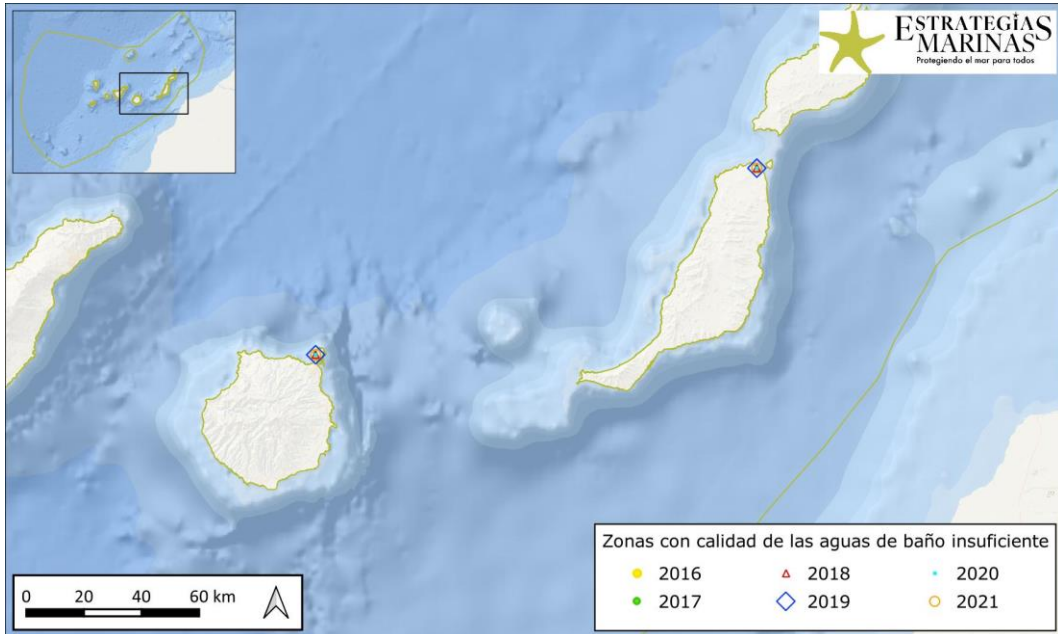 ESTRATEGIAS
MARINAS
Protegiendo el mar para todos
Zonas con calidad de las aguas de baño insuficiente
2016 2018 2020
2017 2019 2021
0 20 40 60 km